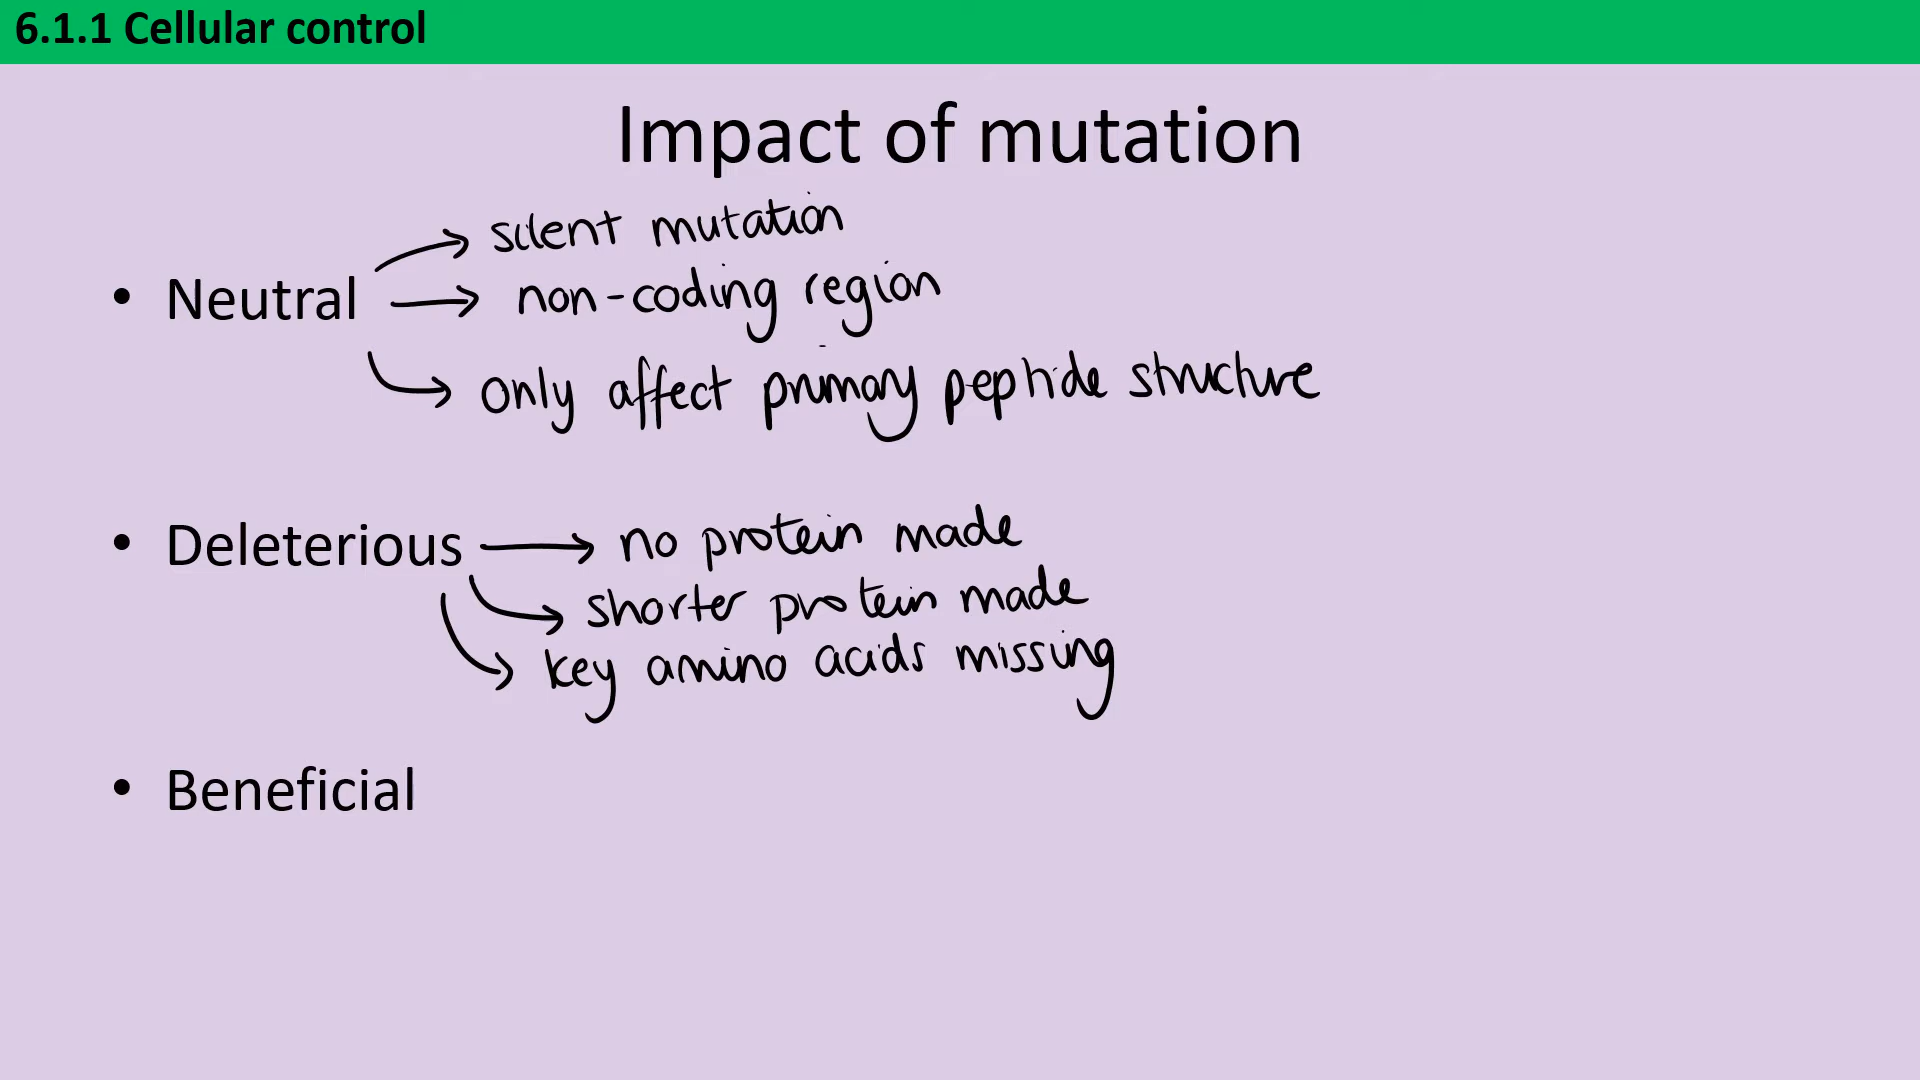 6.1.1 Cellular control
Impact of mutation
silent mutation
• Neutral → non-coding region
only affect primary peptide structure
• Deleterious → no protein made
shorter protein made
key amino acids missing
• Beneficial